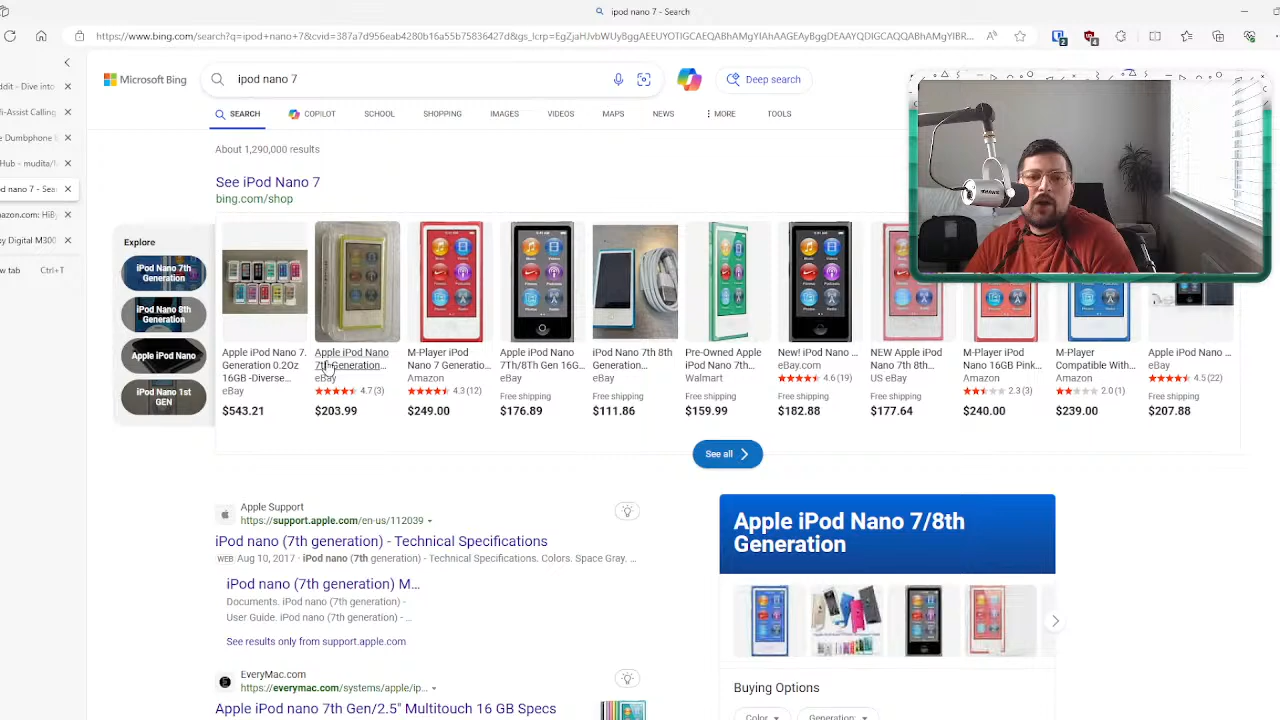 ipod nano 7 - Search
https://www.bing.com/search?q=ipod+nano+7&cvid=387a7d956eab4280b16a55b75836427d&gs_lcrp=EgZjaHJvbWUyBggAEEUYOTIGCAEQABhAMgYIAhAAGEAyBggDEAAYQDIGCAQQABhAMgYIBRC...
ddit - Dive into
i-Assist Calling
e Dumbphone
Hub - mudita/
d nano 7 - Sear
azon.com: HiBy
ey Digital M300
w tab Ctrl+T
Microsoft Bing
ipod nano 7
Deep search
SEARCH COPILOT SCHOOL SHOPPING IMAGES VIDEOS MAPS NEWS MORE TOOLS
About 1,290,000 results
See iPod Nano 7
bing.com/shop
Explore
iPod Nano 7th
Generation
iPod Nano 8th
Generation
Apple iPod Nano
iPod Nano 1st
GEN
Apple iPod Nano 7.
Generation 0.2Oz
16GB -Diverse...
eBay
$543.21
Apple iPod Nano
7th Generation...
eBay
4.7 (3)
$203.99
M-Player iPod
Nano 7 Generatio...
Amazon
4.3 (12)
$249.00
Apple iPod Nano
7Th/8Th Gen 16G...
eBay
Free shipping
$176.89
iPod Nano 7th 8th
Generation...
eBay
Free shipping
$111.86
Pre-Owned Apple
iPod Nano 7th...
Walmart
Free shipping
$159.99
New! iPod Nano ...
eBay.com
4.6 (19)
Free shipping
$182.88
NEW Apple iPod
Nano 7th 8th...
US eBay
Free shipping
$177.64
M-Player iPod
Nano 16GB Pink...
Amazon
2.3 (3)
$240.00
M-Player
Compatible With...
Amazon
2.0 (1)
$239.00
Apple iPod Nano ...
eBay
4.5 (22)
Free shipping
$207.88
See all
Apple Support
https://support.apple.com/en-us/112039
iPod nano (7th generation) - Technical Specifications
WEB Aug 10, 2017 - iPod nano (7th generation) - Technical Specifications. Colors. Space Gray. ...
iPod nano (7th generation) M...
Documents. iPod nano (7th generation) -
User Guide. iPod nano (7th generation) - ...
See results only from support.apple.com
EveryMac.com
https://everymac.com/systems/apple/ip...
Apple iPod nano 7th Gen/2.5" Multitouch 16 GB Specs
Apple iPod Nano 7/8th
Generation
Buying Options
Color
Generation: